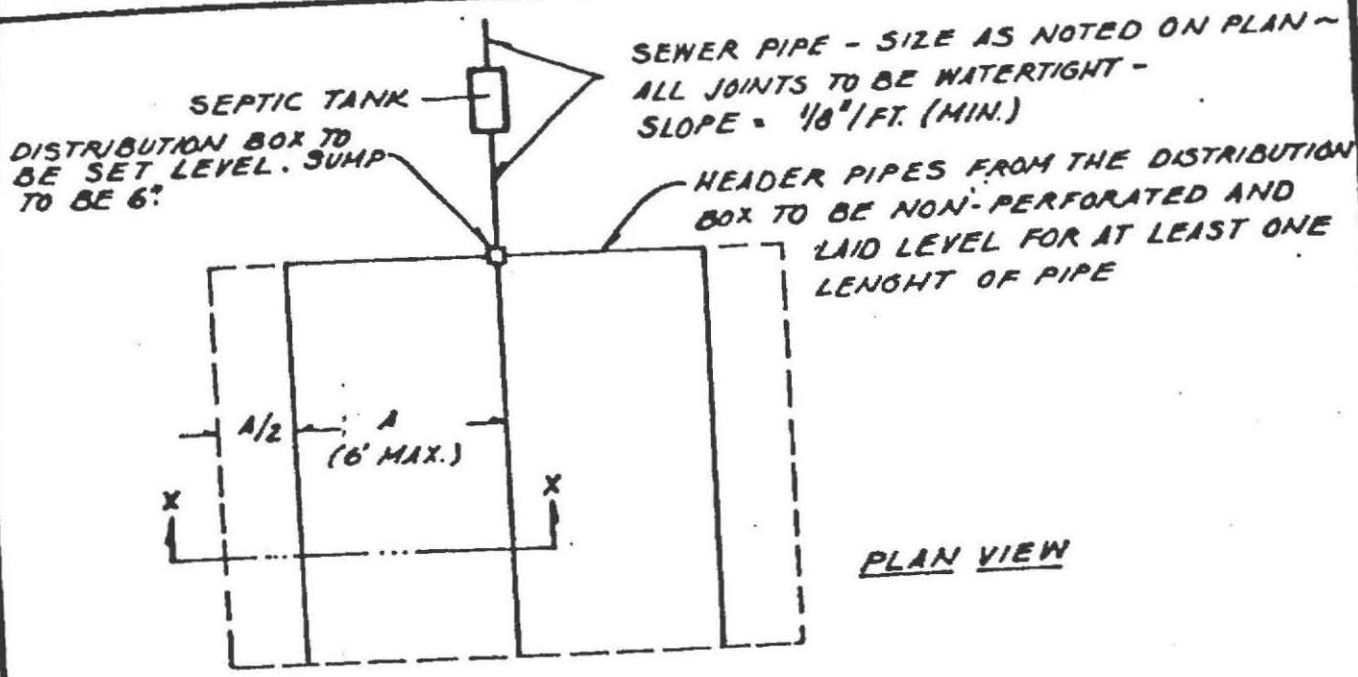 SEWER PIPE - SIZE AS NOTED ON PLAN ~
ALL JOINTS TO BE WATERTIGHT -
SLOPE = 1/8"/FT. (MIN.)
SEPTIC TANK
DISTRIBUTION BOX TO
BE SET LEVEL. SUMP
TO BE 6".
HEADER PIPES FROM THE DISTRIBUTION
BOX TO BE NON-PERFORATED AND
LAID LEVEL FOR AT LEAST ONE
LENGHT OF PIPE
A/2
A
(6' MAX.)
X
X
PLAN VIEW